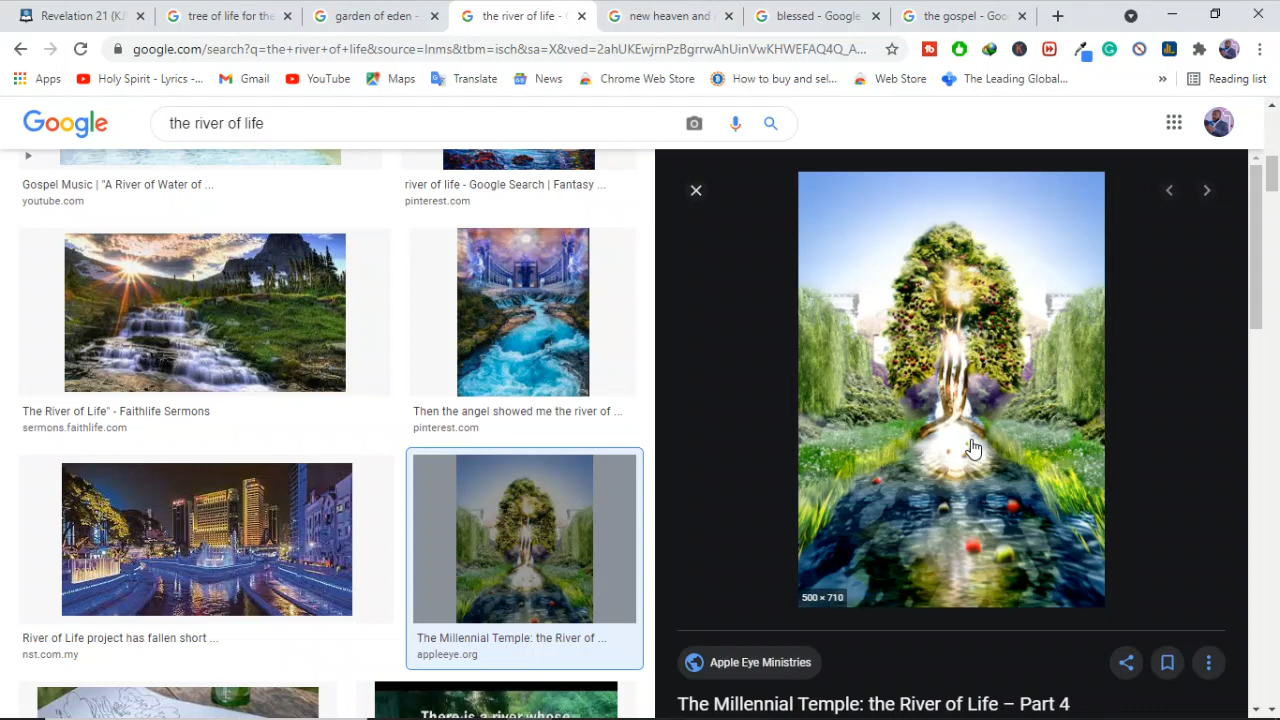 Revelation 21 (KJ
tree of life for the
garden of eden -
the river of life - G
new heaven and
blessed - Google
the gospel - Goo
google.com/search?q=the+river+of+life&source=lnms&tbm=isch&sa=X&ved=2ahUKEwjrnPzBgrrwAhUinVwKHWEFAQ4Q_A...
Apps
Holy Spirit - Lyrics -...
Gmail
YouTube
Maps
Translate
News
Chrome Web Store
How to buy and sel...
Web Store
The Leading Global...
»
Reading list
Google
the river of life
Gospel Music | "A River of Water of ...
youtube.com
river of life - Google Search | Fantasy ...
pinterest.com
The River of Life" - Faithlife Sermons
sermons.faithlife.com
Then the angel showed me the river of ...
pinterest.com
River of Life project has fallen short ...
nst.com.my
The Millennial Temple: the River of ...
appleeye.org
There is a river whose
500 × 710
Apple Eye Ministries
The Millennial Temple: the River of Life – Part 4